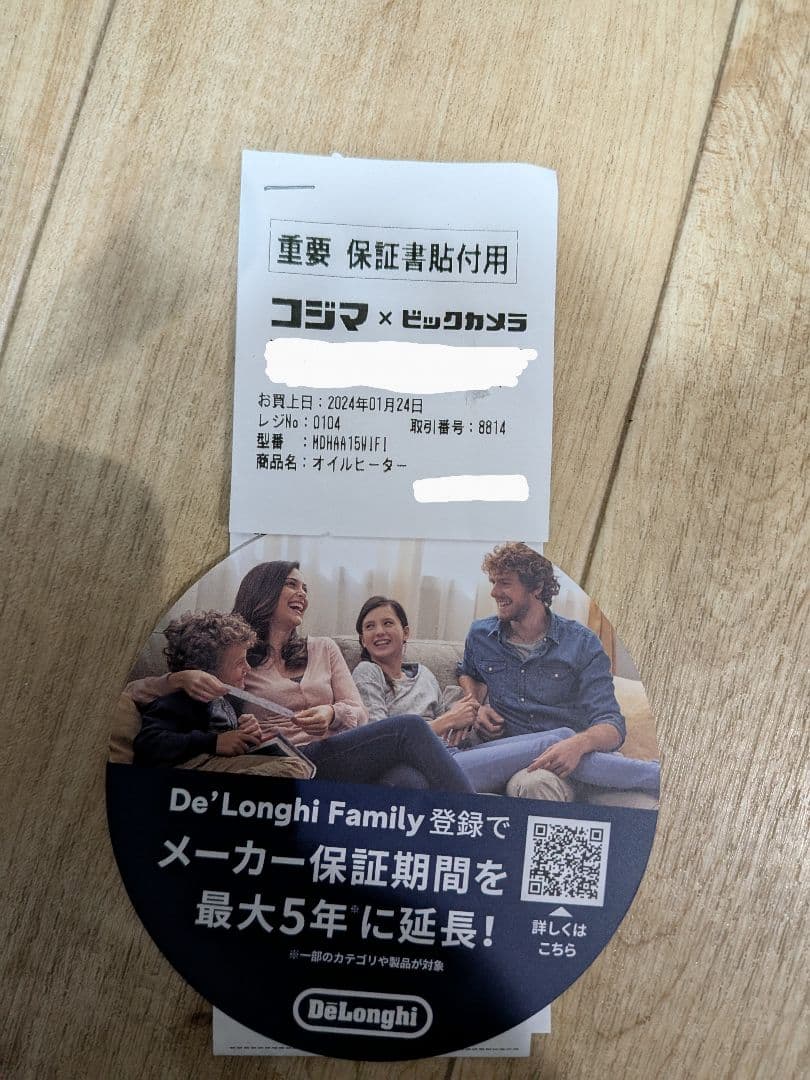 重要 保証書貼付用
コジマ × ビックカメラ
お買上日：2024年01月24日
レジNo：0104 取引番号：8814
型番 ：MDHAA15WIFI
商品名：オイルヒーター
De'Longhi Family 登録で
メーカー保証期間を
最大5年※に延長!
※一部のカテゴリや製品が対象
詳しくは
こちら
DēLonghi